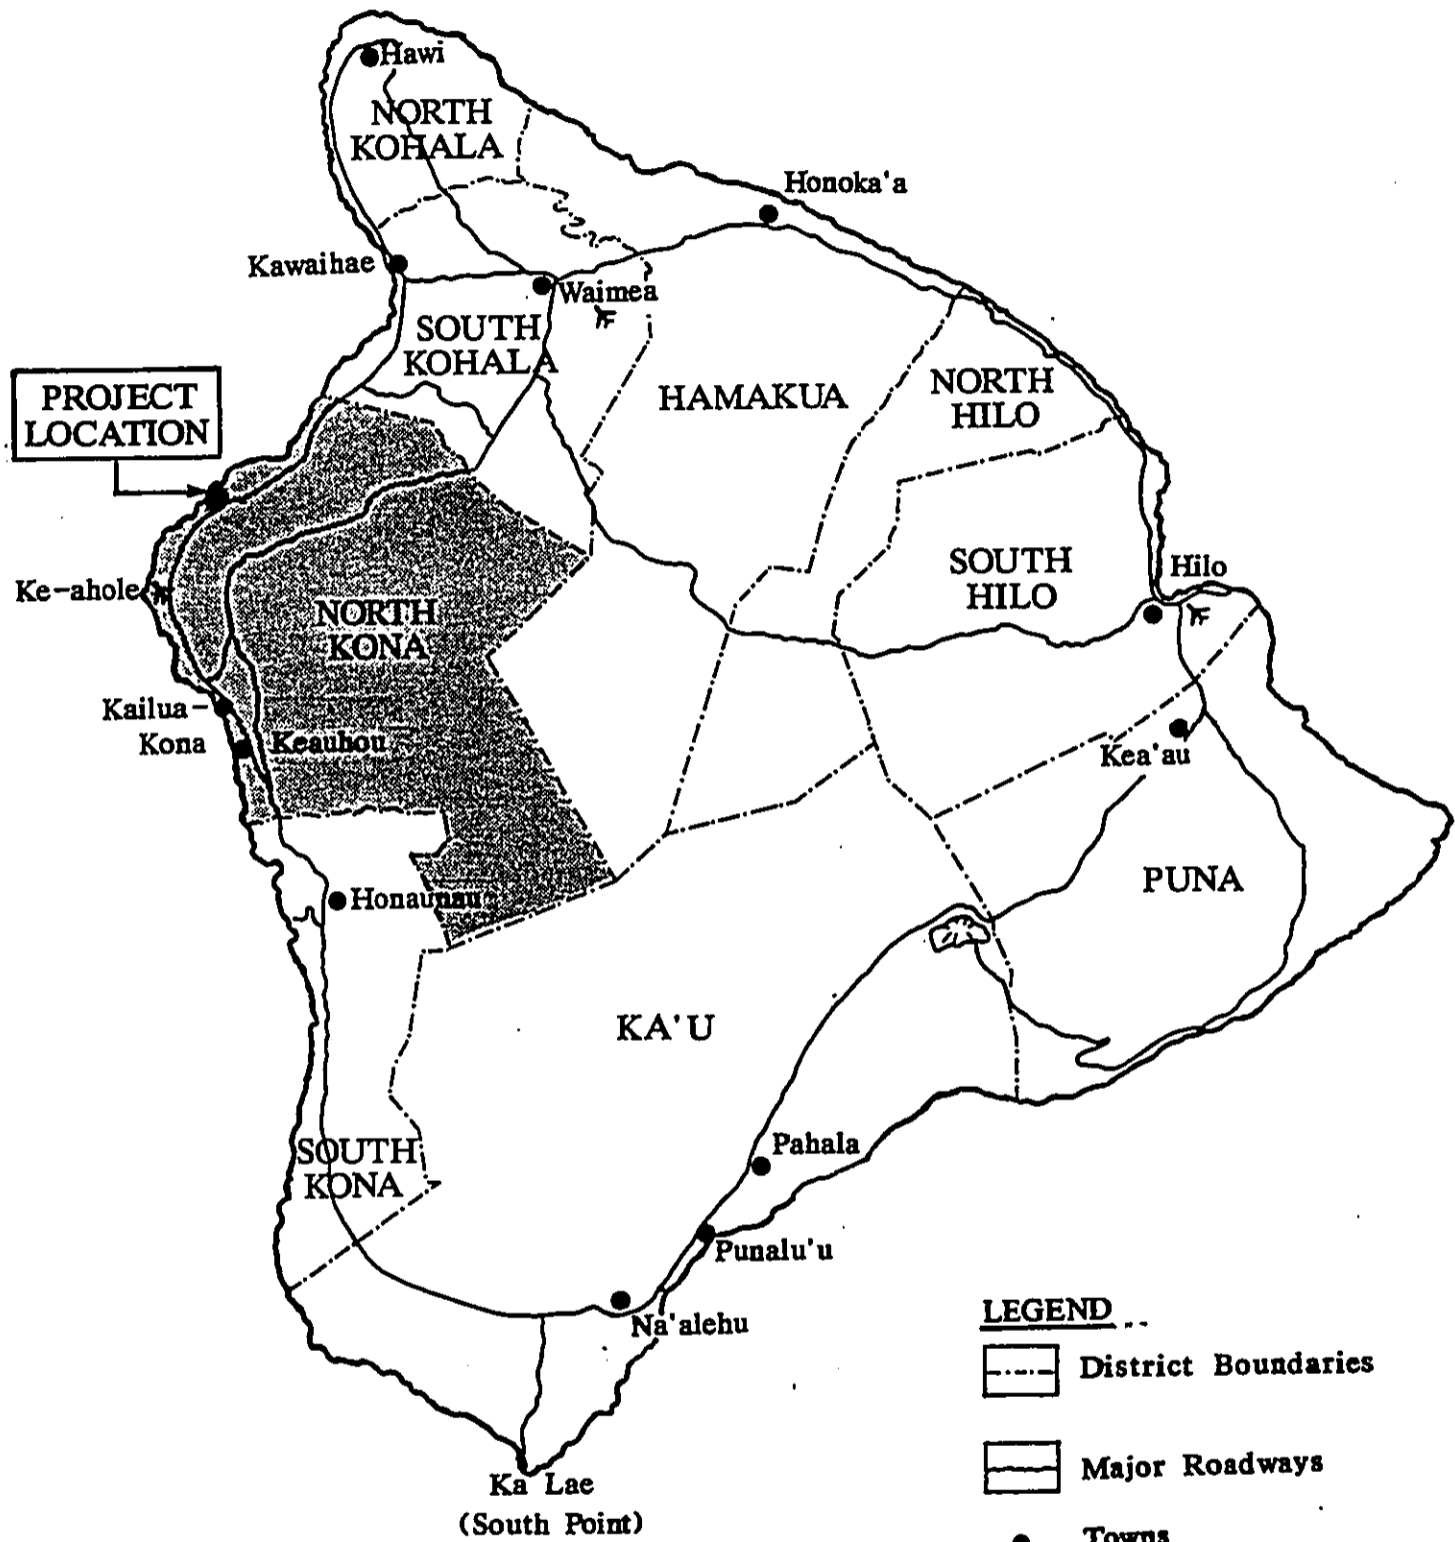 Hawi
NORTH
KOHALA
Honoka'a
Kawaihae
Waimea
SOUTH
KOHALA
PROJECT
LOCATION
HAMAKUA
NORTH
HILO
SOUTH
HILO
Hilo
Ke-ahole
NORTH
KONA
Kailua-
Kona
Keauhou
Kea'au
PUNA
Honaunau
KA'U
SOUTH
KONA
Pahala
Punalu'u
Na'alehu
Ka Lae
(South Point)
LEGEND
District Boundaries
Major Roadways
Towns